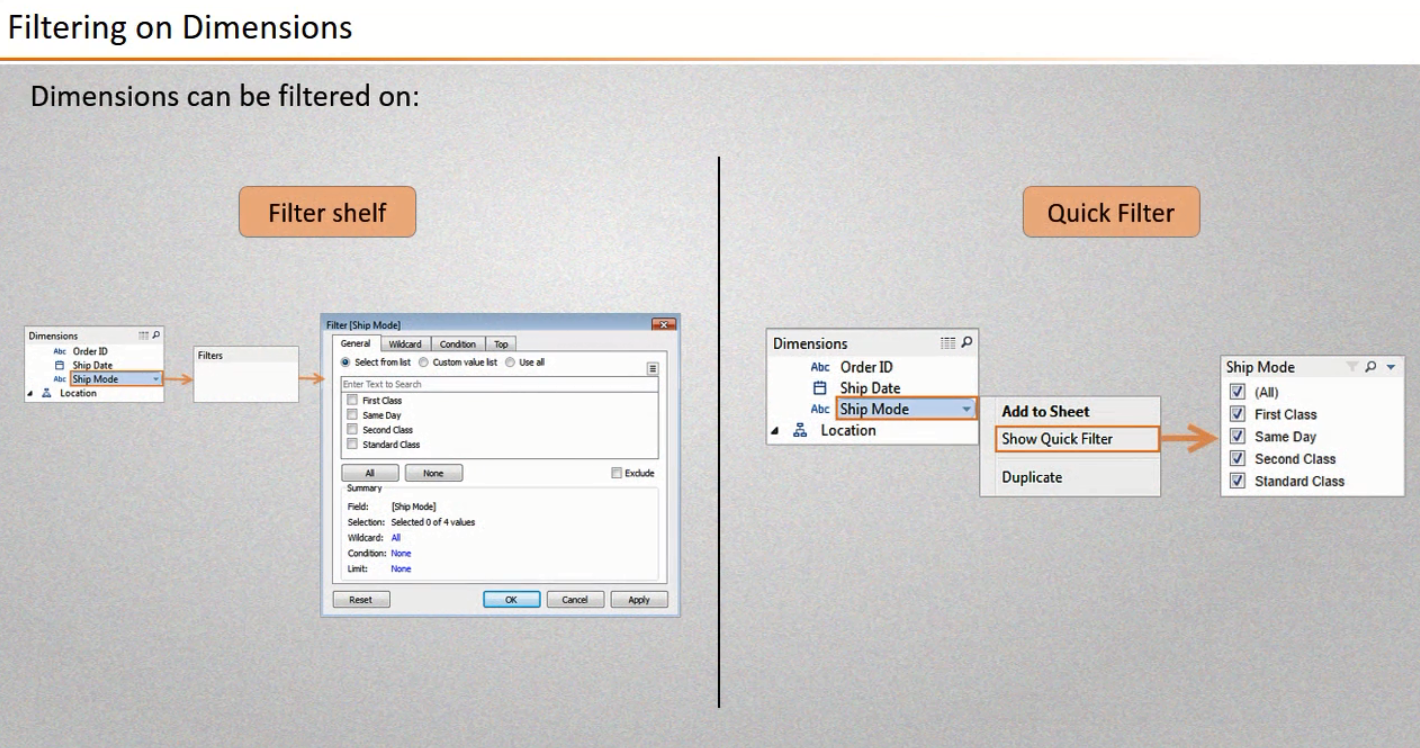 Filtering on Dimensions
Dimensions can be filtered on:
Filter shelf
Dimensions
Abc Order ID
Ship Date
Abc Ship Mode
Location
Filters
Filter [Ship Mode]
General Wildcard Condition Top
Select from list Custom value list Use all
Enter Text to Search
First Class
Same Day
Second Class
Standard Class
All None Exclude
Summary
Field: [Ship Mode]
Selection: Selected 0 of 4 values
Wildcard: All
Condition: None
Limit: None
Reset OK Cancel Apply
Quick Filter
Dimensions
Abc Order ID
Ship Date
Abc Ship Mode
Location
Add to Sheet
Show Quick Filter
Duplicate
Ship Mode
(All)
First Class
Same Day
Second Class
Standard Class